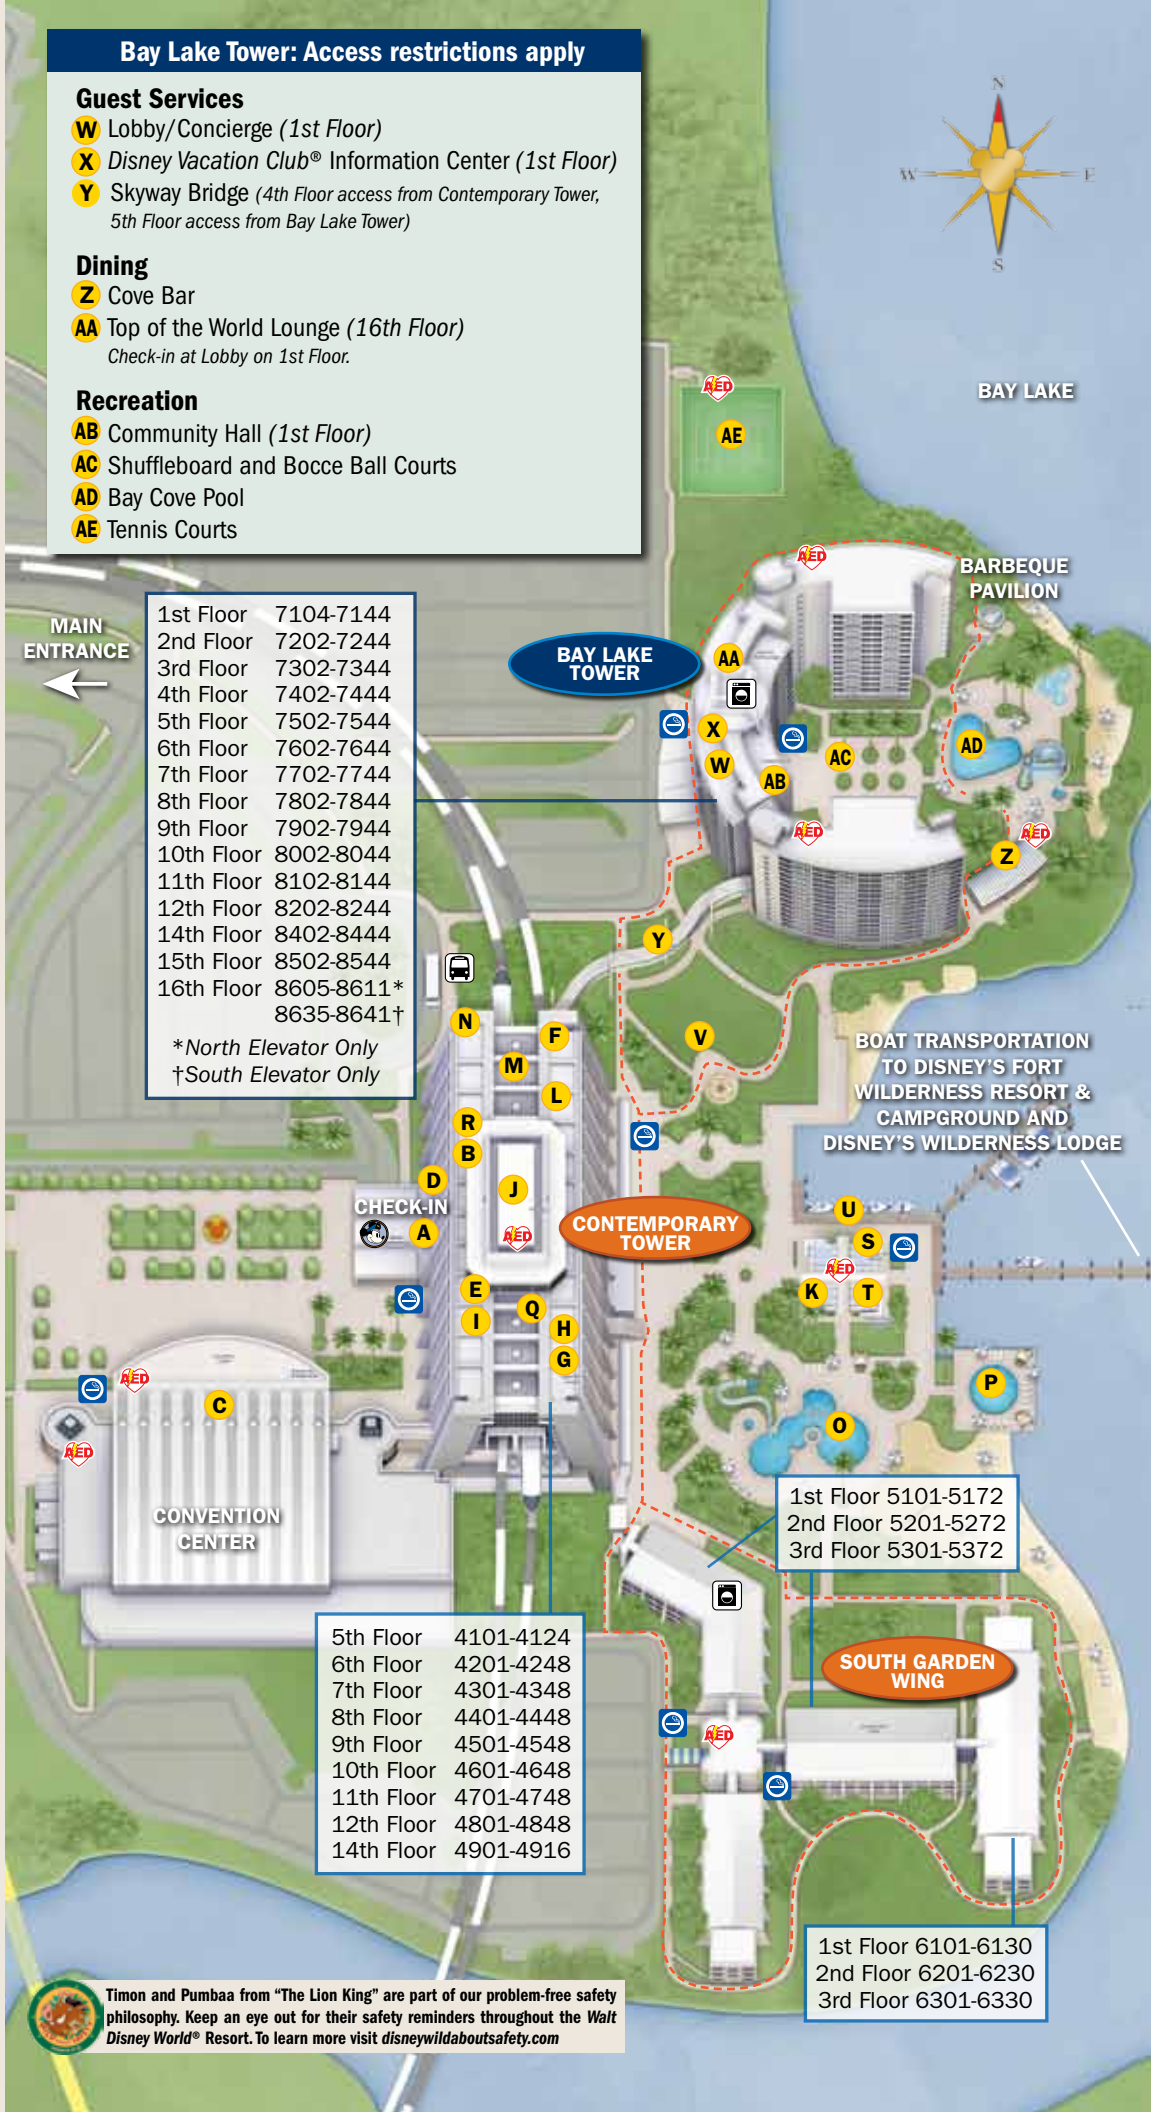 Bay Lake Tower: Access restrictions apply
Guest Services
W Lobby/Concierge (1st Floor)
X Disney Vacation Club® Information Center (1st Floor)
Y Skyway Bridge (4th Floor access from Contemporary Tower,
5th Floor access from Bay Lake Tower)
Dining
Z Cove Bar
AA Top of the World Lounge (16th Floor)
Check-in at Lobby on 1st Floor.
Recreation
AB Community Hall (1st Floor)
AC Shuffleboard and Bocce Ball Courts
AD Bay Cove Pool
AE Tennis Courts
N
W
E
S
BAY LAKE
AED
AE
AED
BARBEQUE
PAVILION
MAIN
ENTRANCE
1st Floor 7104-7144
2nd Floor 7202-7244
3rd Floor 7302-7344
4th Floor 7402-7444
5th Floor 7502-7544
6th Floor 7602-7644
7th Floor 7702-7744
8th Floor 7802-7844
9th Floor 7902-7944
10th Floor 8002-8044
11th Floor 8102-8144
12th Floor 8202-8244
14th Floor 8402-8444
15th Floor 8502-8544
16th Floor 8605-8611*
8635-8641†
*North Elevator Only
†South Elevator Only
BAY LAKE
TOWER
AA
X
W
AB
AC
AD
AED
AED
Z
Y
V
N
F
M
L
R
B
D
J
CHECK-IN
A
AED
CONTEMPORARY
TOWER
BOAT TRANSPORTATION
TO DISNEY'S FORT
WILDERNESS RESORT &
CAMPGROUND AND
DISNEY'S WILDERNESS LODGE
U
S
AED
K
T
E
I
Q
H
G
P
O
AED
C
AED
CONVENTION
CENTER
1st Floor 5101-5172
2nd Floor 5201-5272
3rd Floor 5301-5372
5th Floor 4101-4124
6th Floor 4201-4248
7th Floor 4301-4348
8th Floor 4401-4448
9th Floor 4501-4548
10th Floor 4601-4648
11th Floor 4701-4748
12th Floor 4801-4848
14th Floor 4901-4916
SOUTH GARDEN
WING
AED
1st Floor 6101-6130
2nd Floor 6201-6230
3rd Floor 6301-6330
Timon and Pumbaa from “The Lion King” are part of our problem-free safety
philosophy. Keep an eye out for their safety reminders throughout the Walt
Disney World® Resort. To learn more visit disneywildaboutsafety.com